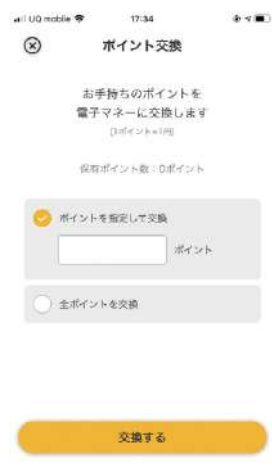 UQ mobile 17:34
ポイント交換
お手持ちのポイントを
電子マネーに交換します
[1ポイント=1円]
保有ポイント数：0ポイント
ポイントを指定して交換
ポイント
全ポイントを交換
交換する